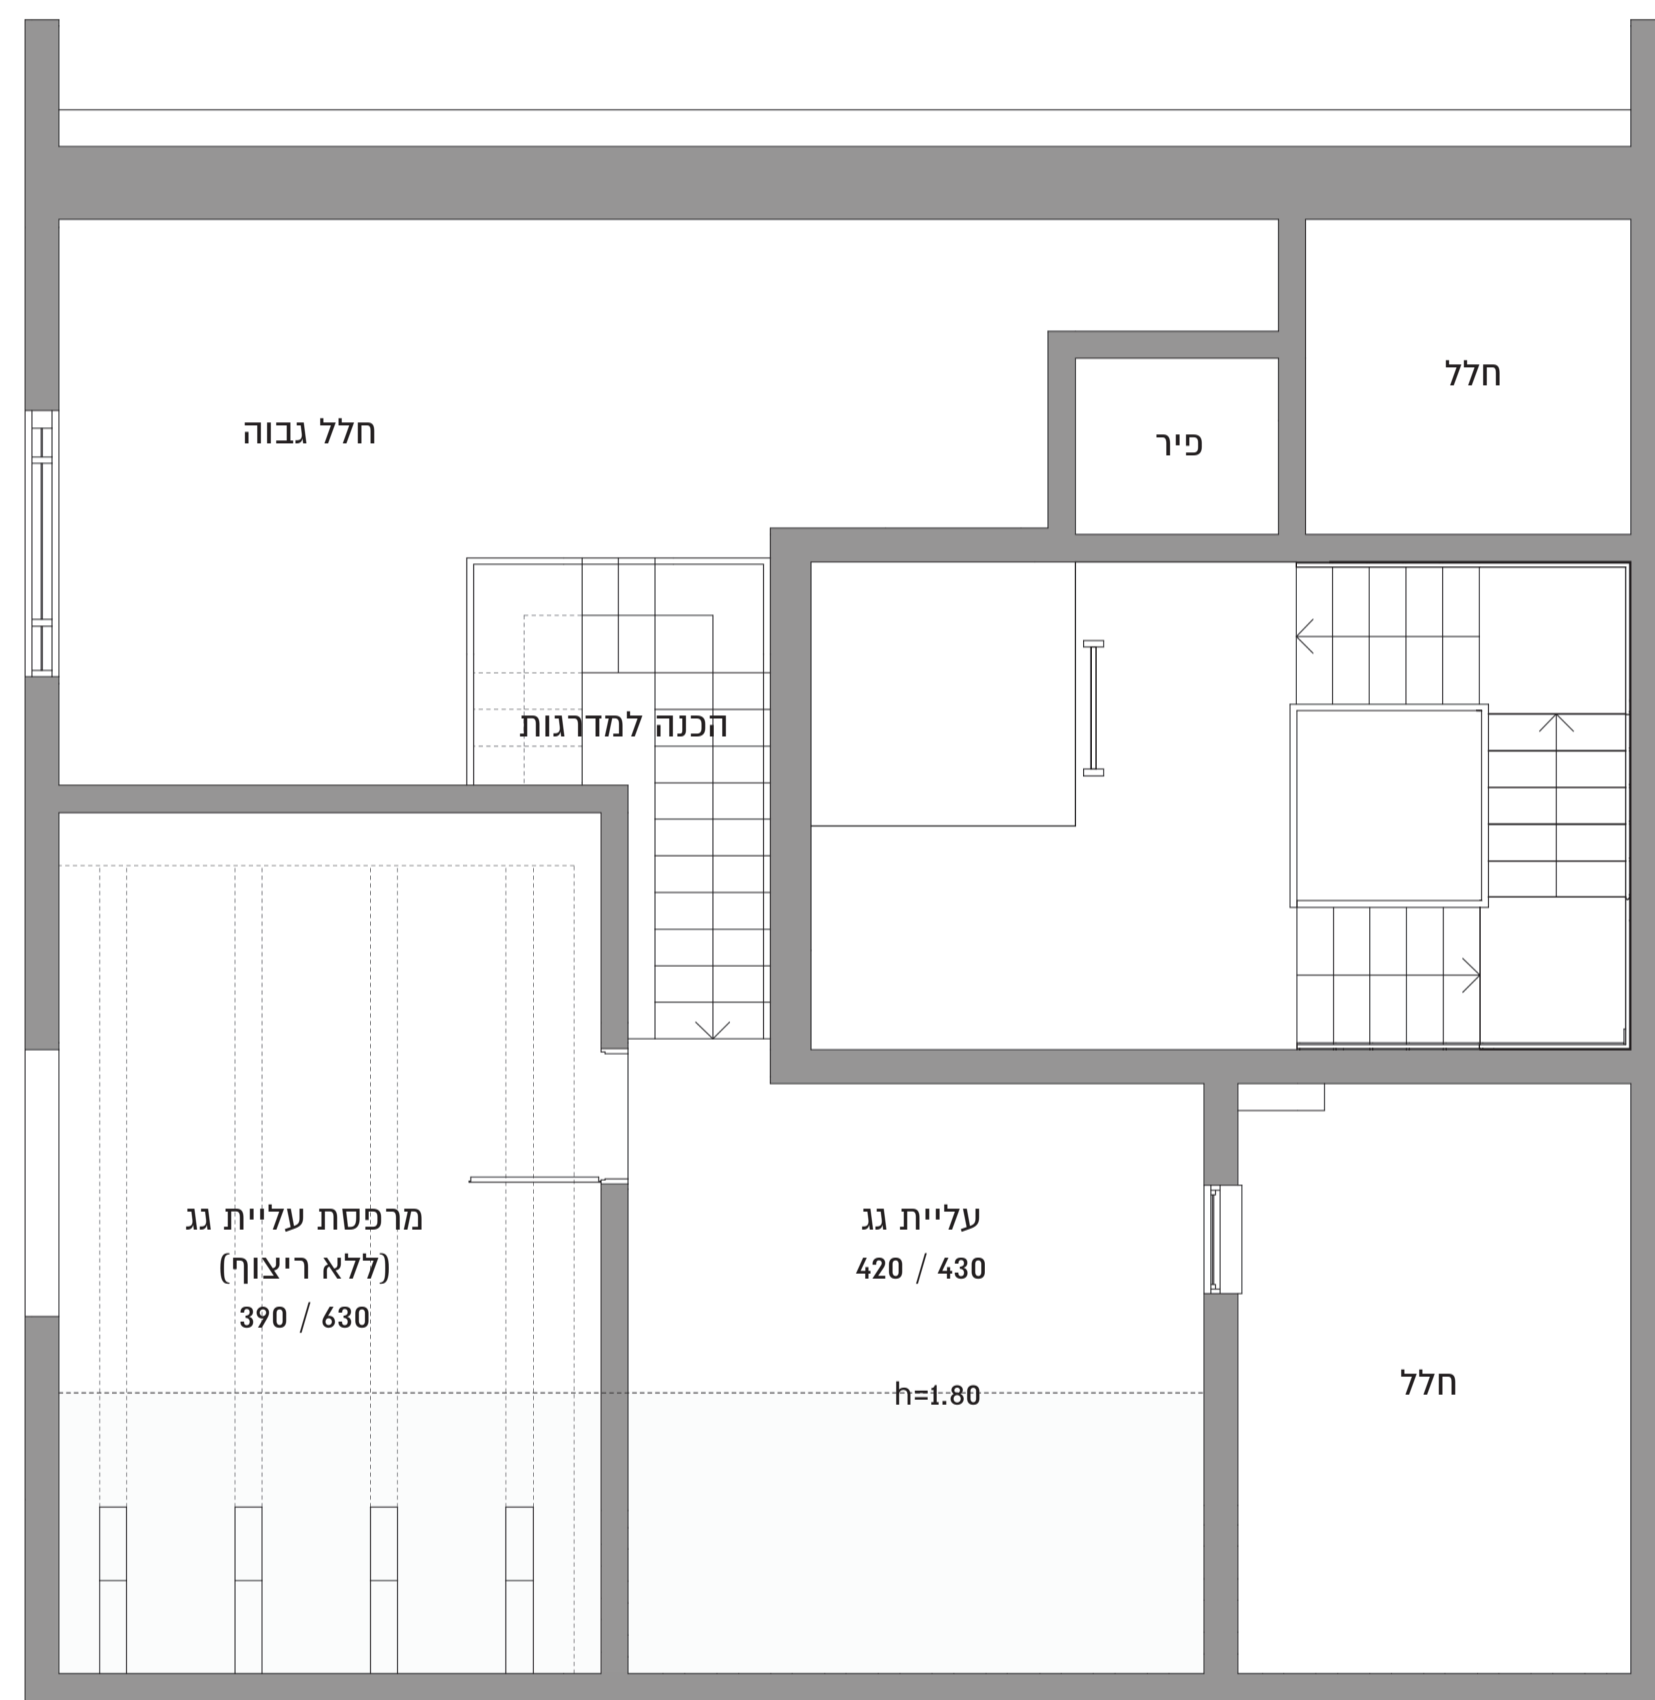 חלל
חלל גבוה
פיר
הכנה למדרגות
מרפסת עליית גג
(ללא ריצוף)
390 / 630
עליית גג
420 / 430
h=1.80
חלל